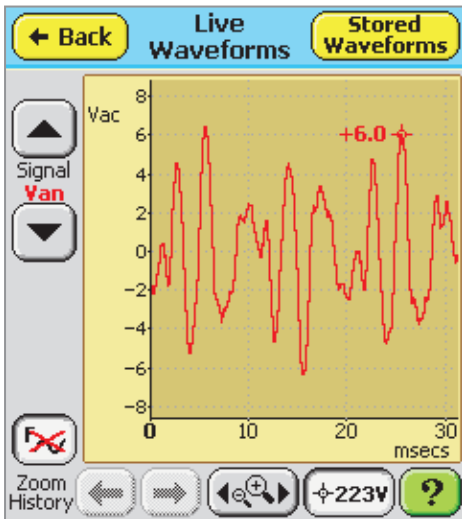 Back
Live
Waveforms
Stored
Waveforms
Signal
Van
Vac
8
6
4
2
0
−2
−4
−6
−8
+6.0
0
10
20
30
msecs
F
Zoom
History
223V
?